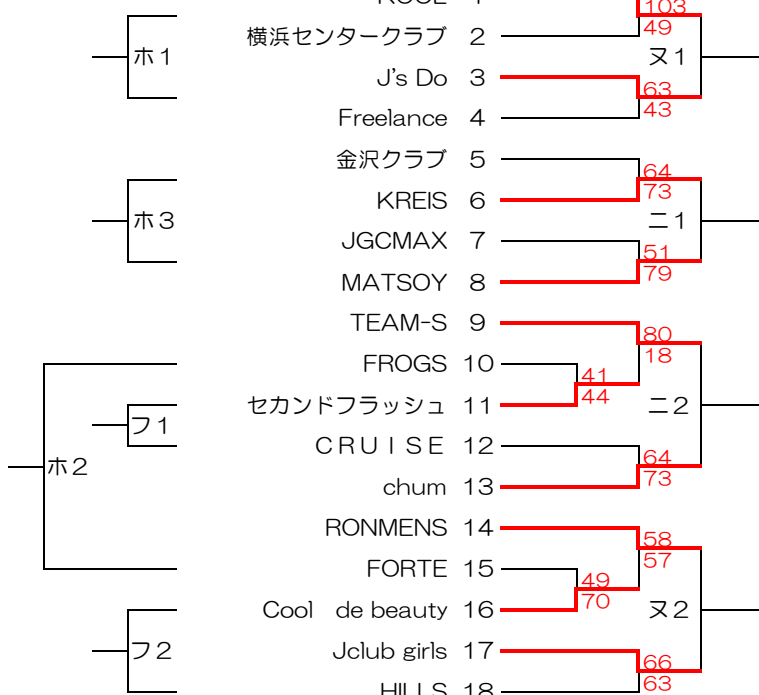 103
49
横浜センタークラブ 2
ホ1
ヌ1
J's Do 3
63
43
Freelance 4
金沢クラブ 5
64
73
KREIS 6
ホ3
ニ1
JGCMAX 7
51
79
MATSOY 8
TEAM-S 9
80
18
FROGS 10
41
44
セカンドフラッシュ 11
フ1
ニ2
ＣＲＵＩＳＥ 12
64
73
ホ2
chum 13
RONMENS 14
58
57
FORTE 15
49
70
Cool　de beauty 16
ヌ2
Jclub girls 17
フ2
66
63
HILLS 18